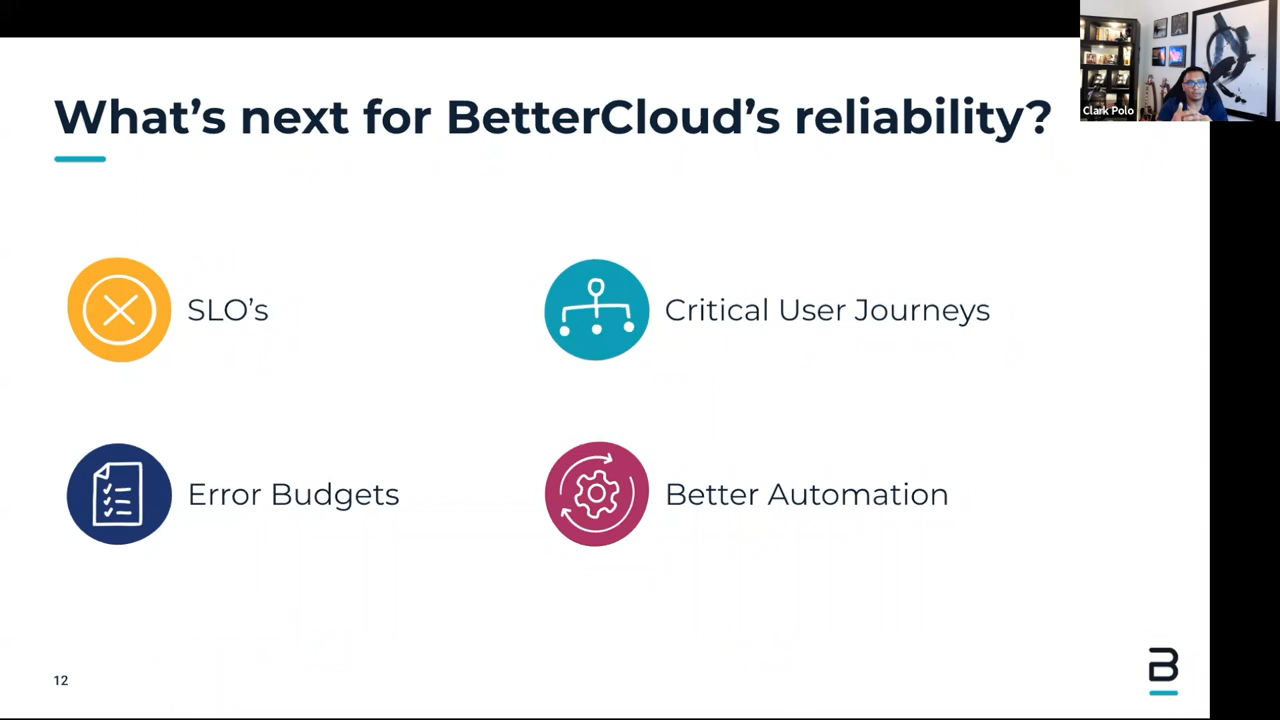 What's next for BetterCloud's reliability?
Clark Polo
SLO's
Critical User Journeys
Error Budgets
Better Automation
12
B